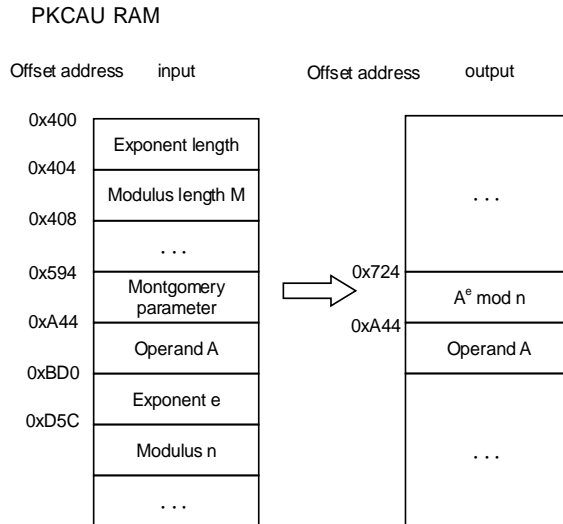 PKCAU RAM
Offset address input
0x400
Exponent length
0x404
Modulus length M
0x408
. . .
0x594
Montgomery
parameter
0xA44
Operand A
0xBD0
Exponent e
0xD5C
Modulus n
. . .
Offset address output
. . .
0x724
Aᵉ mod n
0xA44
Operand A
. . .